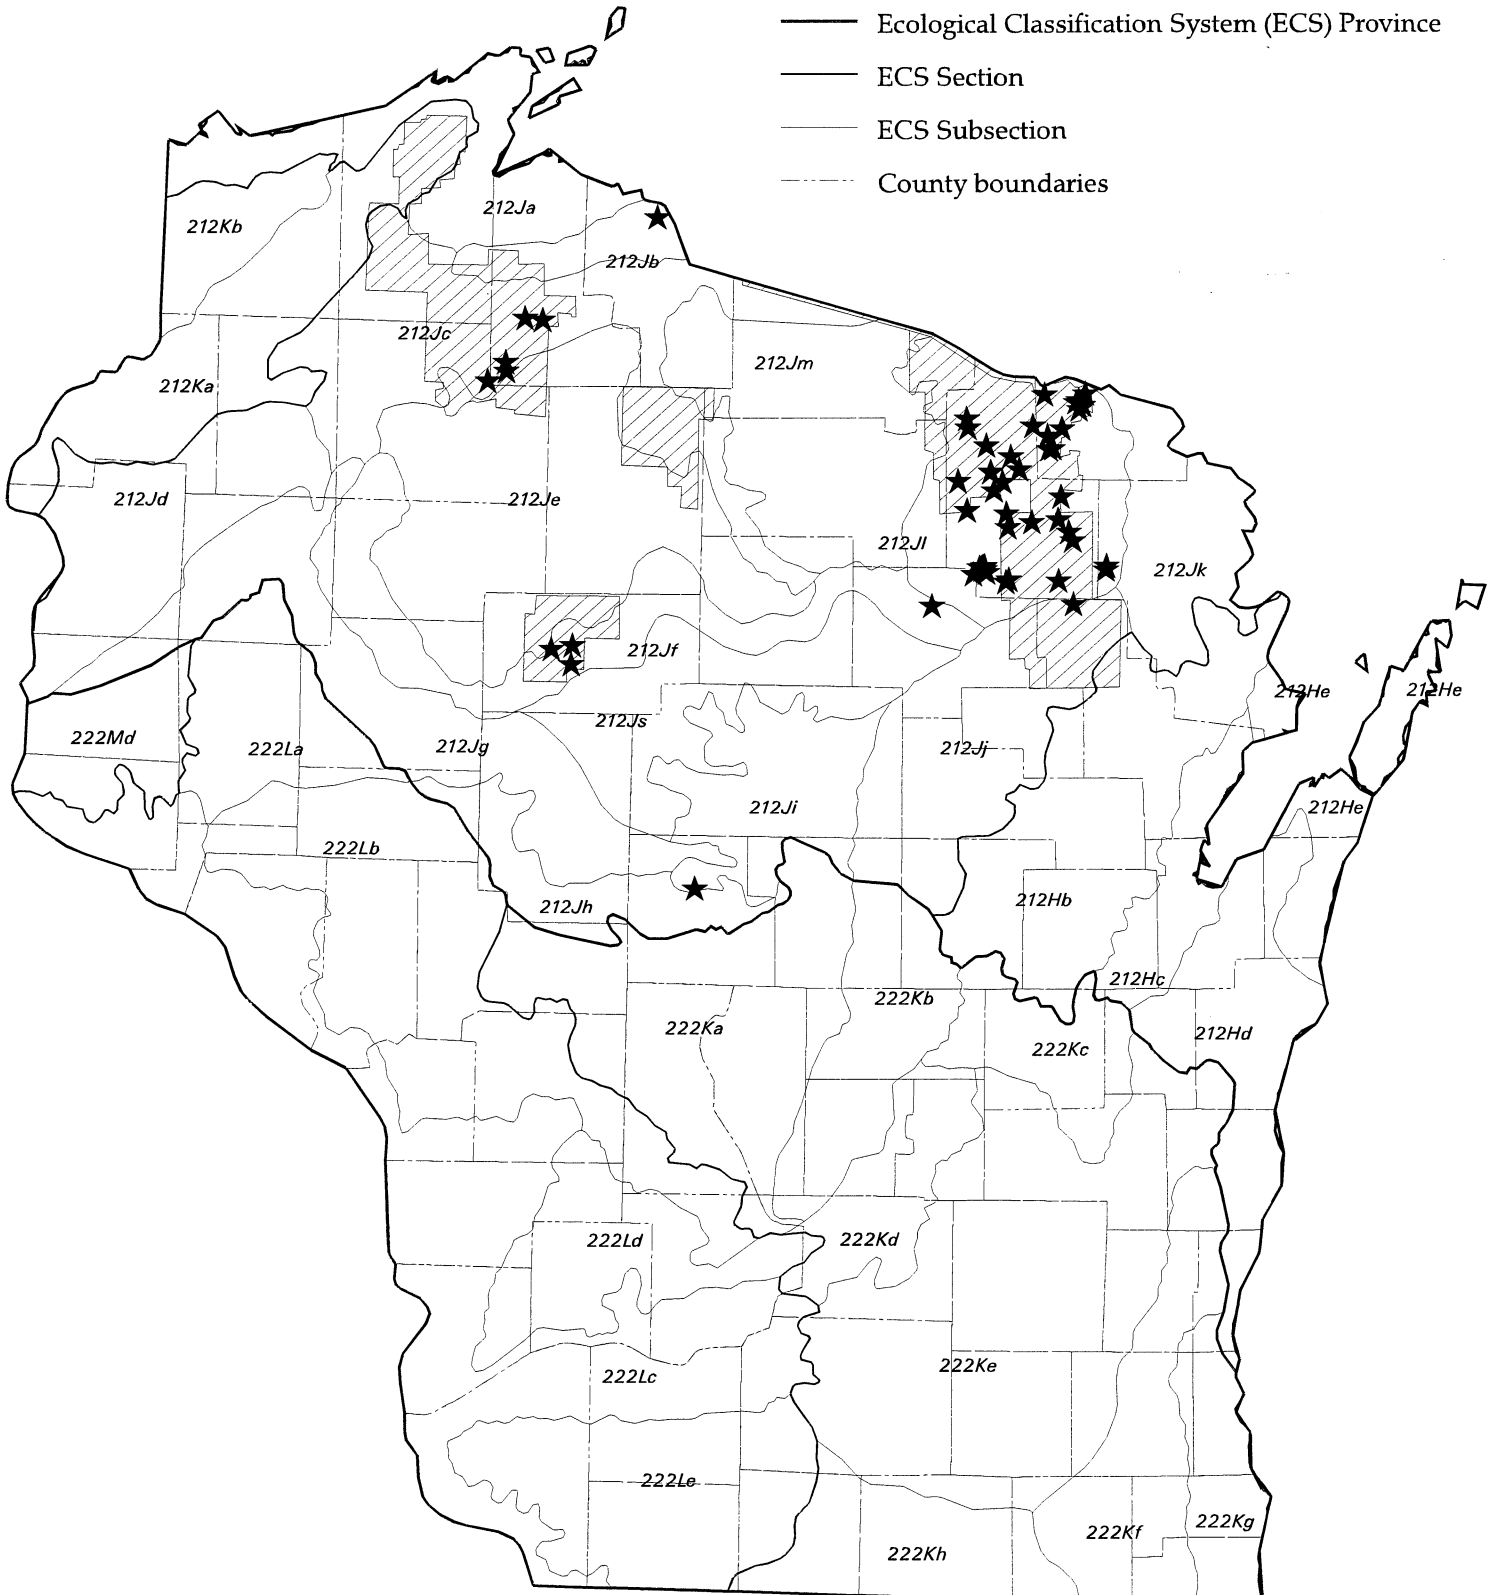 Ecological Classification System (ECS) Province
ECS Section
ECS Subsection
County boundaries
212Ja
212Kb
212Jb
212Jc
212Jm
212Ka
212Jd
212Je
212Jl
212Jk
212Jf
212He
212He
212Js
222Md
222La
212Jg
212Jj
212Ji
212He
222Lb
212Jh
212Hb
212Hc
222Kb
222Ka
212Hd
222Kc
222Ld
222Kd
222Ke
222Lc
222Le
222Kg
222Kf
222Kh